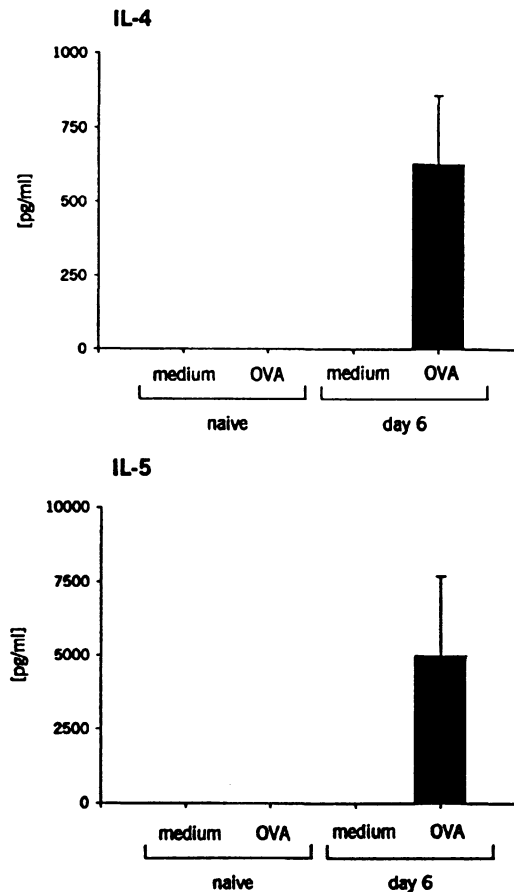 IL-4
1000
750
500
250
0
[pg/ml]
medium OVA medium OVA
naive day 6
IL-5
10000
7500
5000
2500
0
[pg/ml]
medium OVA medium OVA
naive day 6